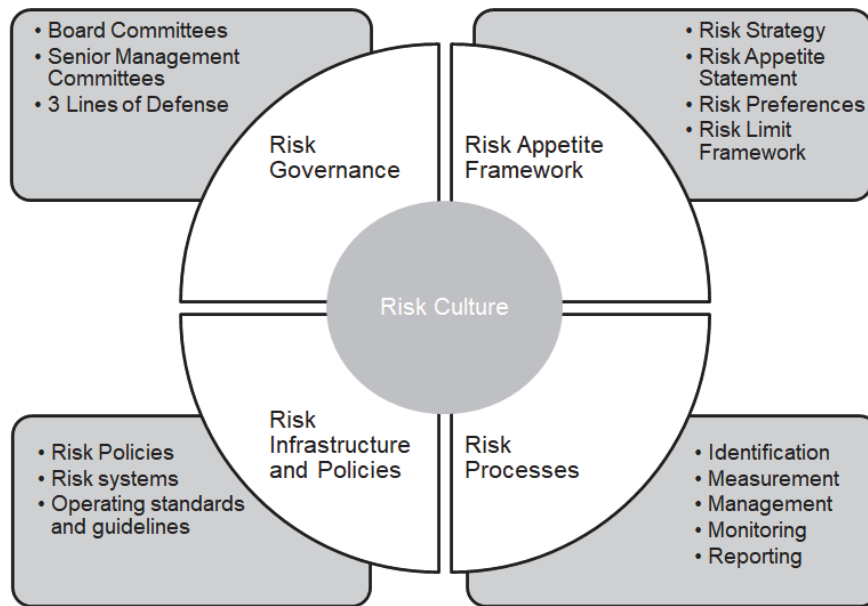 • Board Committees
• Senior Management
Committees
• 3 Lines of Defense
• Risk Strategy
• Risk Appetite
Statement
• Risk Preferences
• Risk Limit
Framework
Risk
Governance
Risk Appetite
Framework
Risk Culture
Risk
Infrastructure
and Policies
Risk
Processes
• Risk Policies
• Risk systems
• Operating standards
and guidelines
• Identification
• Measurement
• Management
• Monitoring
• Reporting